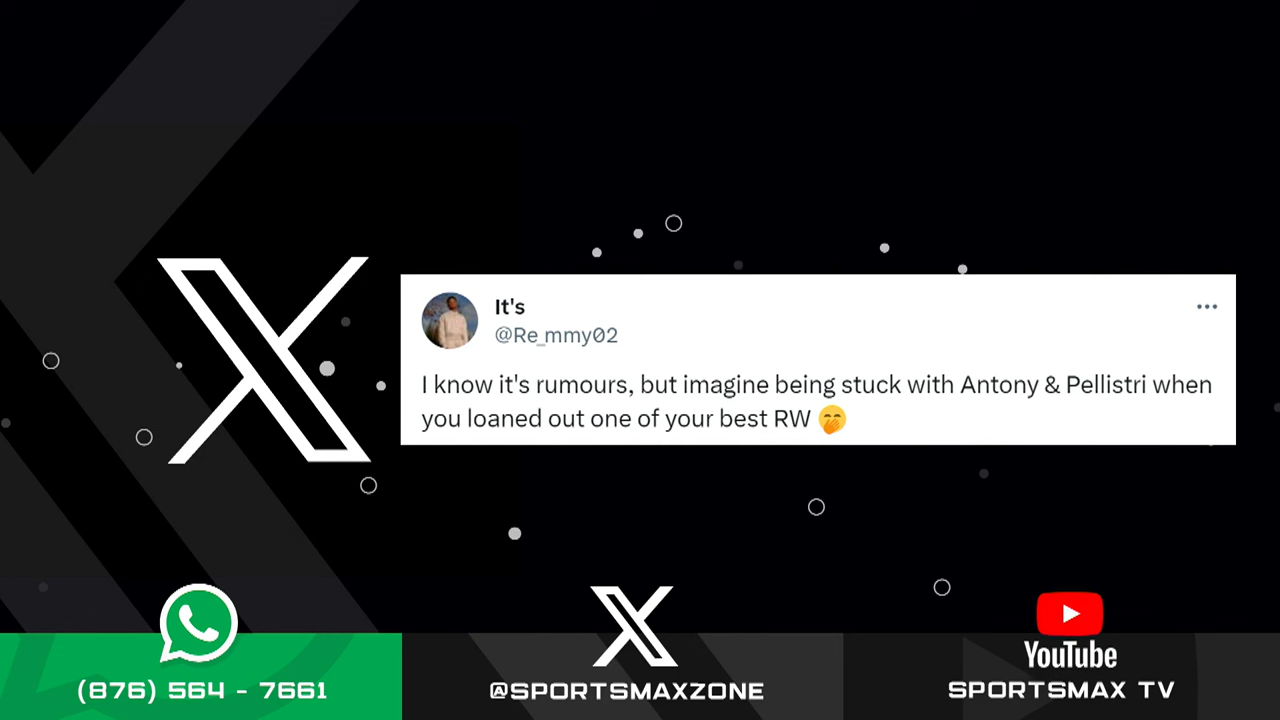 It's
@Re_mmy02
I know it's rumours, but imagine being stuck with Antony & Pellistri when
you loaned out one of your best RW 🤭
(876) 564 - 7661
@SPORTSMAXZONE
YouTube
SPORTSMAX TV